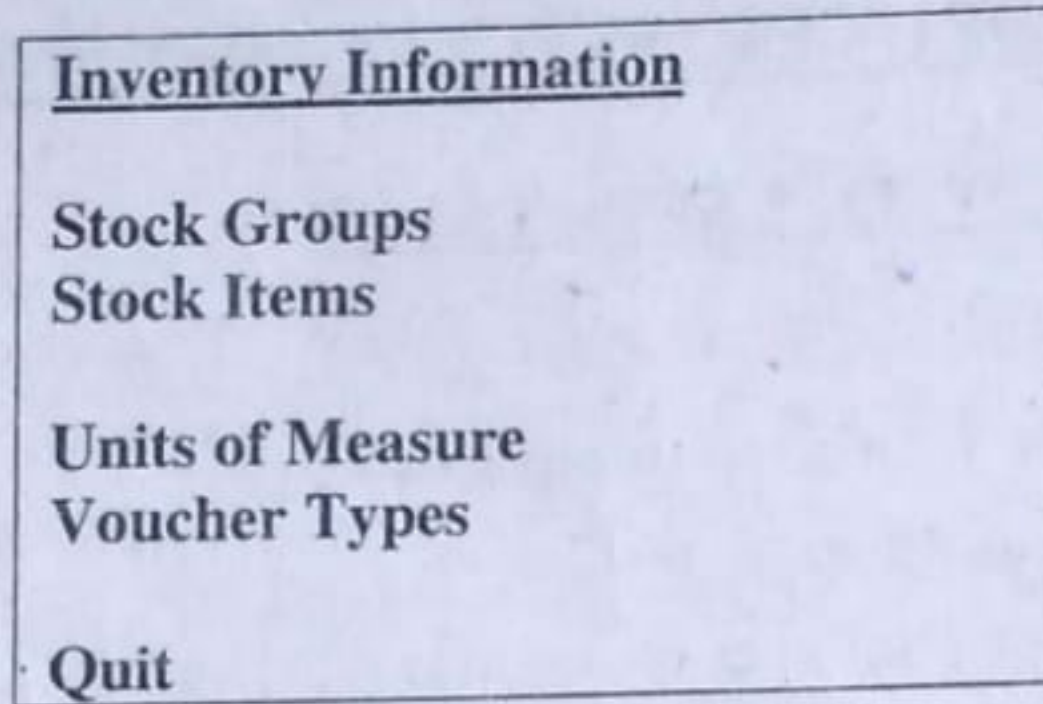 Inventory Information
Stock Groups
Stock Items
Units of Measure
Voucher Types
Quit